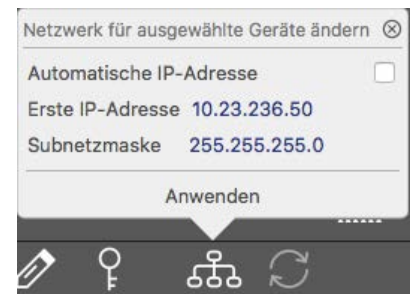 Netzwerk für ausgewählte Geräte ändern
Automatische IP-Adresse
Erste IP-Adresse 10.23.236.50
Subnetzmaske 255.255.255.0
Anwenden